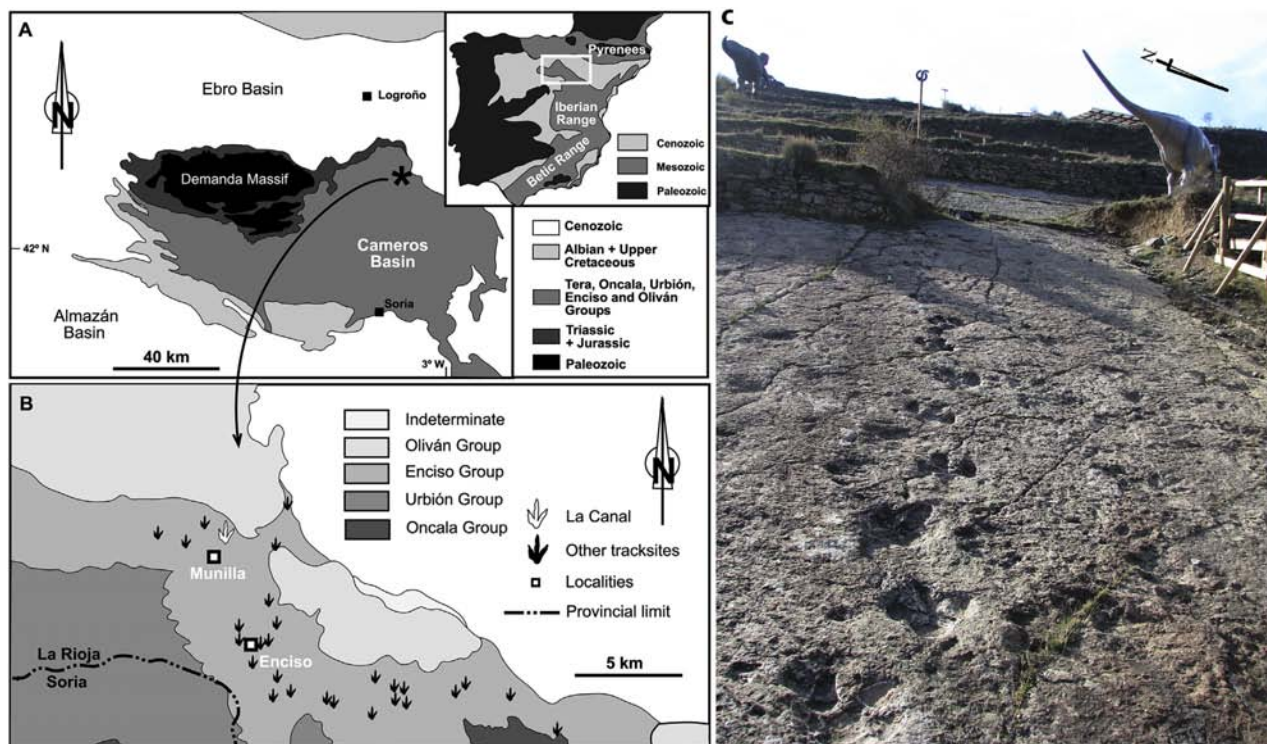 A
N
Ebro Basin
Logroño
Demanda Massif
42º N
Cameros
Basin
Soria
Almazán
Basin
40 km
3º W
Pyrenees
Iberian
Range
Betic Range
Cenozoic
Mesozoic
Paleozoic
Cenozoic
Albian + Upper
Cretaceous
Tera, Oncala, Urbión,
Enciso and Oliván
Groups
Triassic
+ Jurassic
Paleozoic
B
Indeterminate
Oliván Group
Enciso Group
Urbión Group
Oncala Group
N
La Canal
Other tracksites
Localities
Provincial limit
Munilla
Enciso
La Rioja
Soria
5 km
C
N